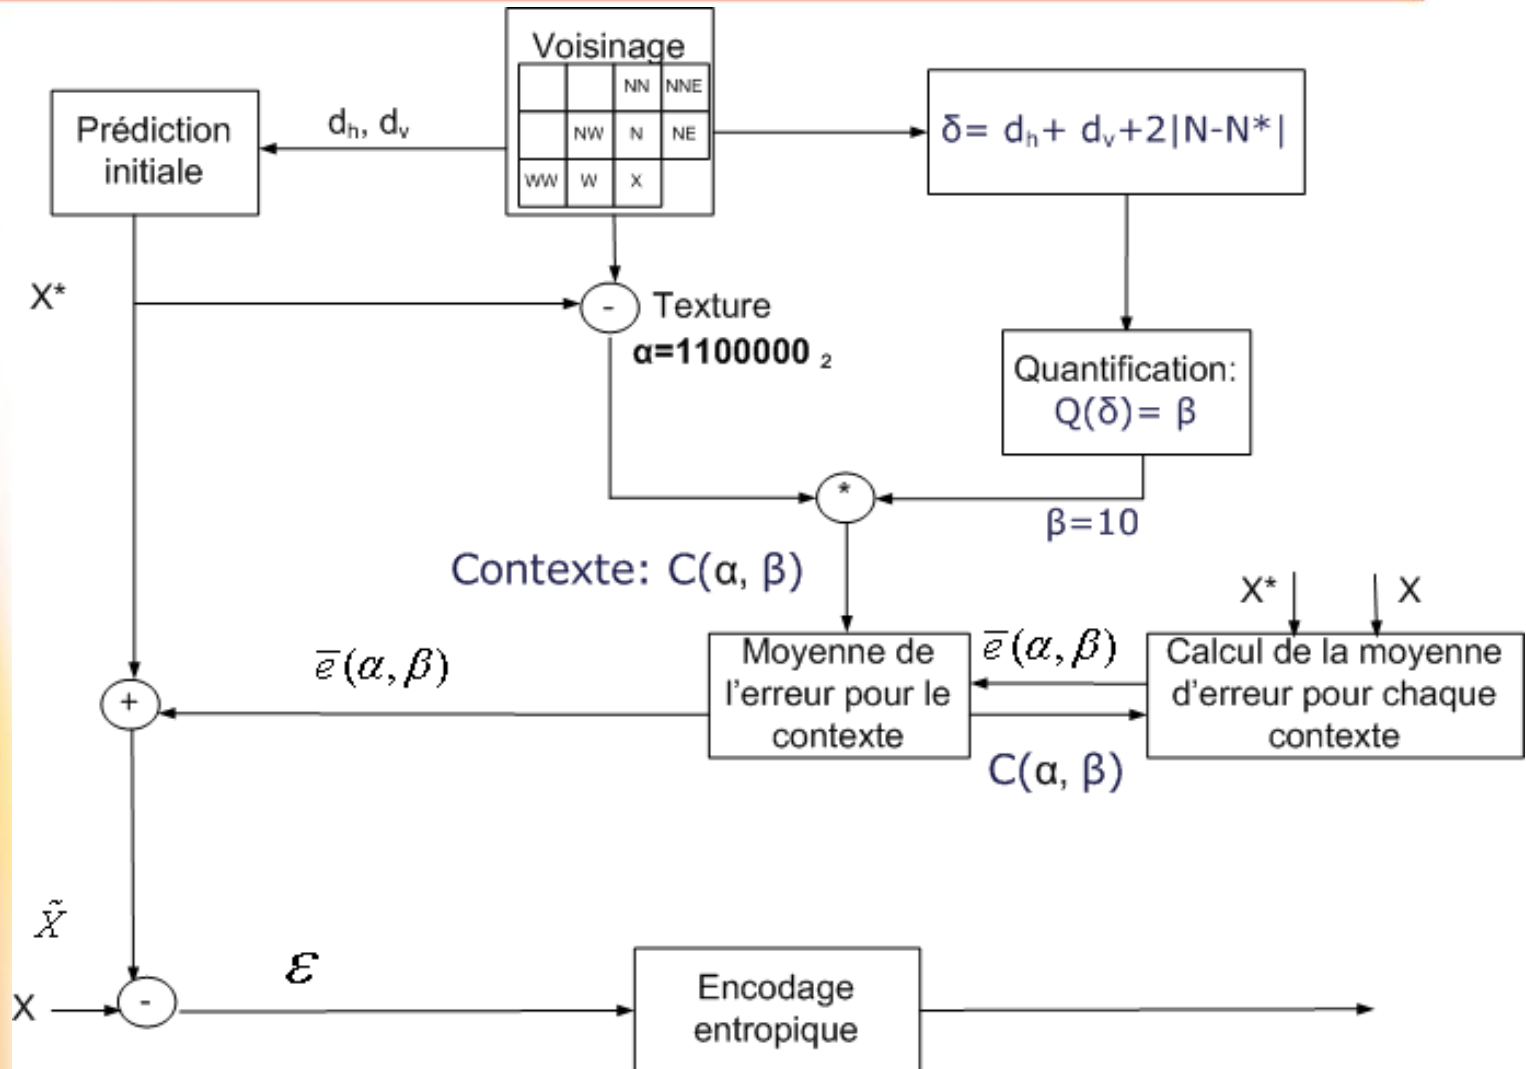 Voisinage
NN NNE
NW N NE
WW W X
Prédiction
initiale
dₕ, dᵥ
δ= dₕ+ dᵥ+2|N-N*|
X*
-
Texture
α=1100000 ₂
Quantification:
Q(δ)= β
*
β=10
Contexte: C(α, β)
X* X
e̅(α, β)
Moyenne de
l'erreur pour le
contexte
e̅(α, β)
Calcul de la moyenne
d'erreur pour chaque
contexte
+
C(α, β)
X̃
X
-
ε
Encodage
entropique